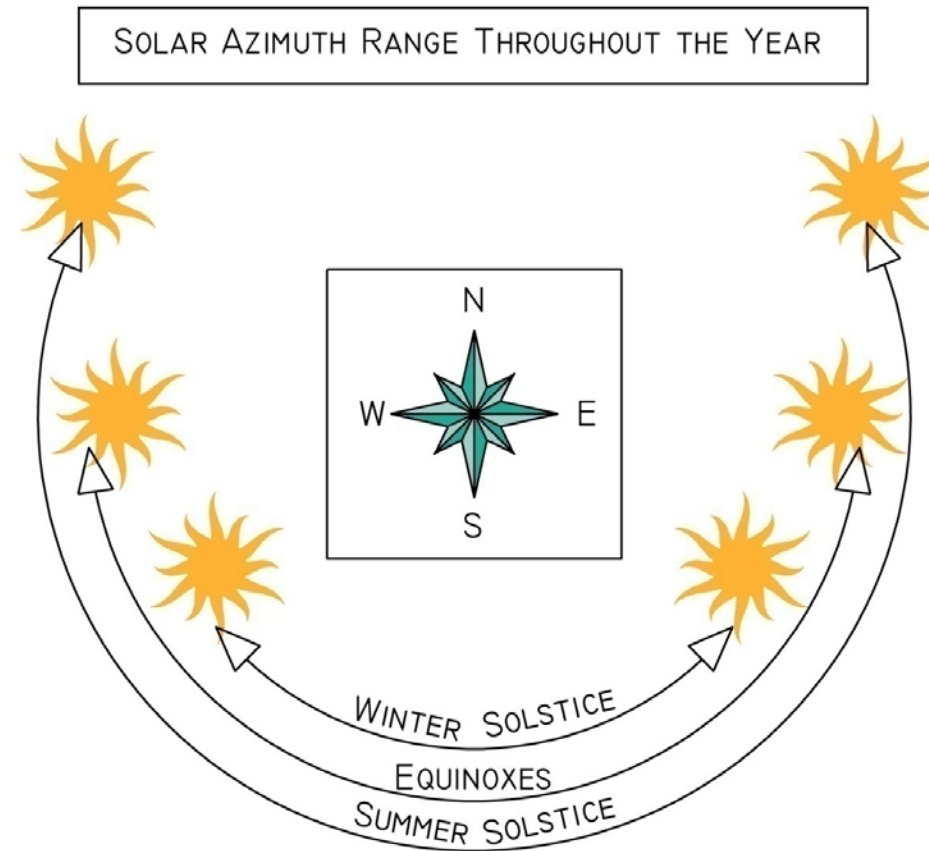 SOLAR AZIMUTH RANGE THROUGHOUT THE YEAR
N
W
E
S
WINTER SOLSTICE
EQUINOXES
SUMMER SOLSTICE